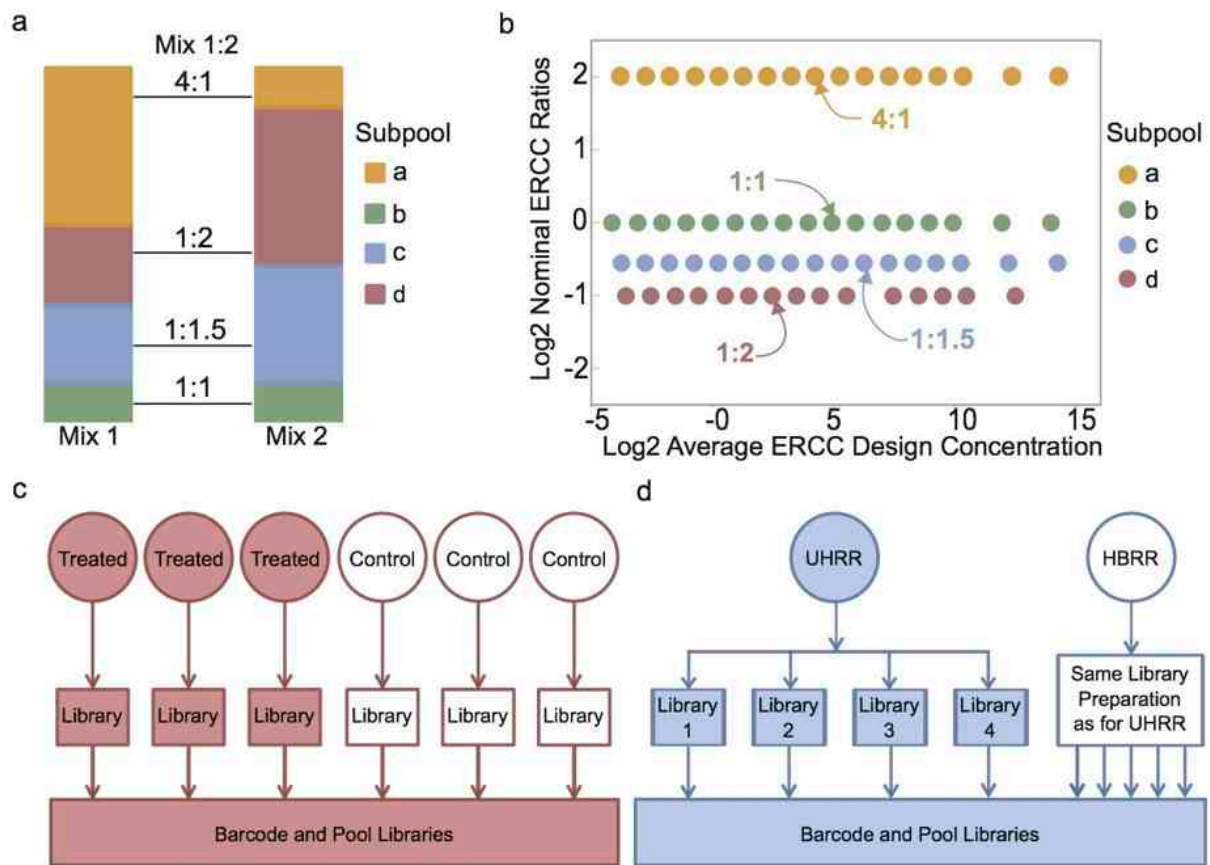 a
Mix 1:2
4:1
1:2
1:1.5
1:1
Mix 1
Mix 2
Subpool
a
b
c
d
b
Log2 Nominal ERCC Ratios
2
1
0
-1
-2
4:1
1:1
1:2
1:1.5
-5
-0
5
10
15
Log2 Average ERCC Design Concentration
Subpool
a
b
c
d
c
Treated
Treated
Treated
Control
Control
Control
Library
Library
Library
Library
Library
Library
Barcode and Pool Libraries
d
UHRR
HBRR
Library
1
Library
2
Library
3
Library
4
Same Library
Preparation
as for UHRR
Barcode and Pool Libraries